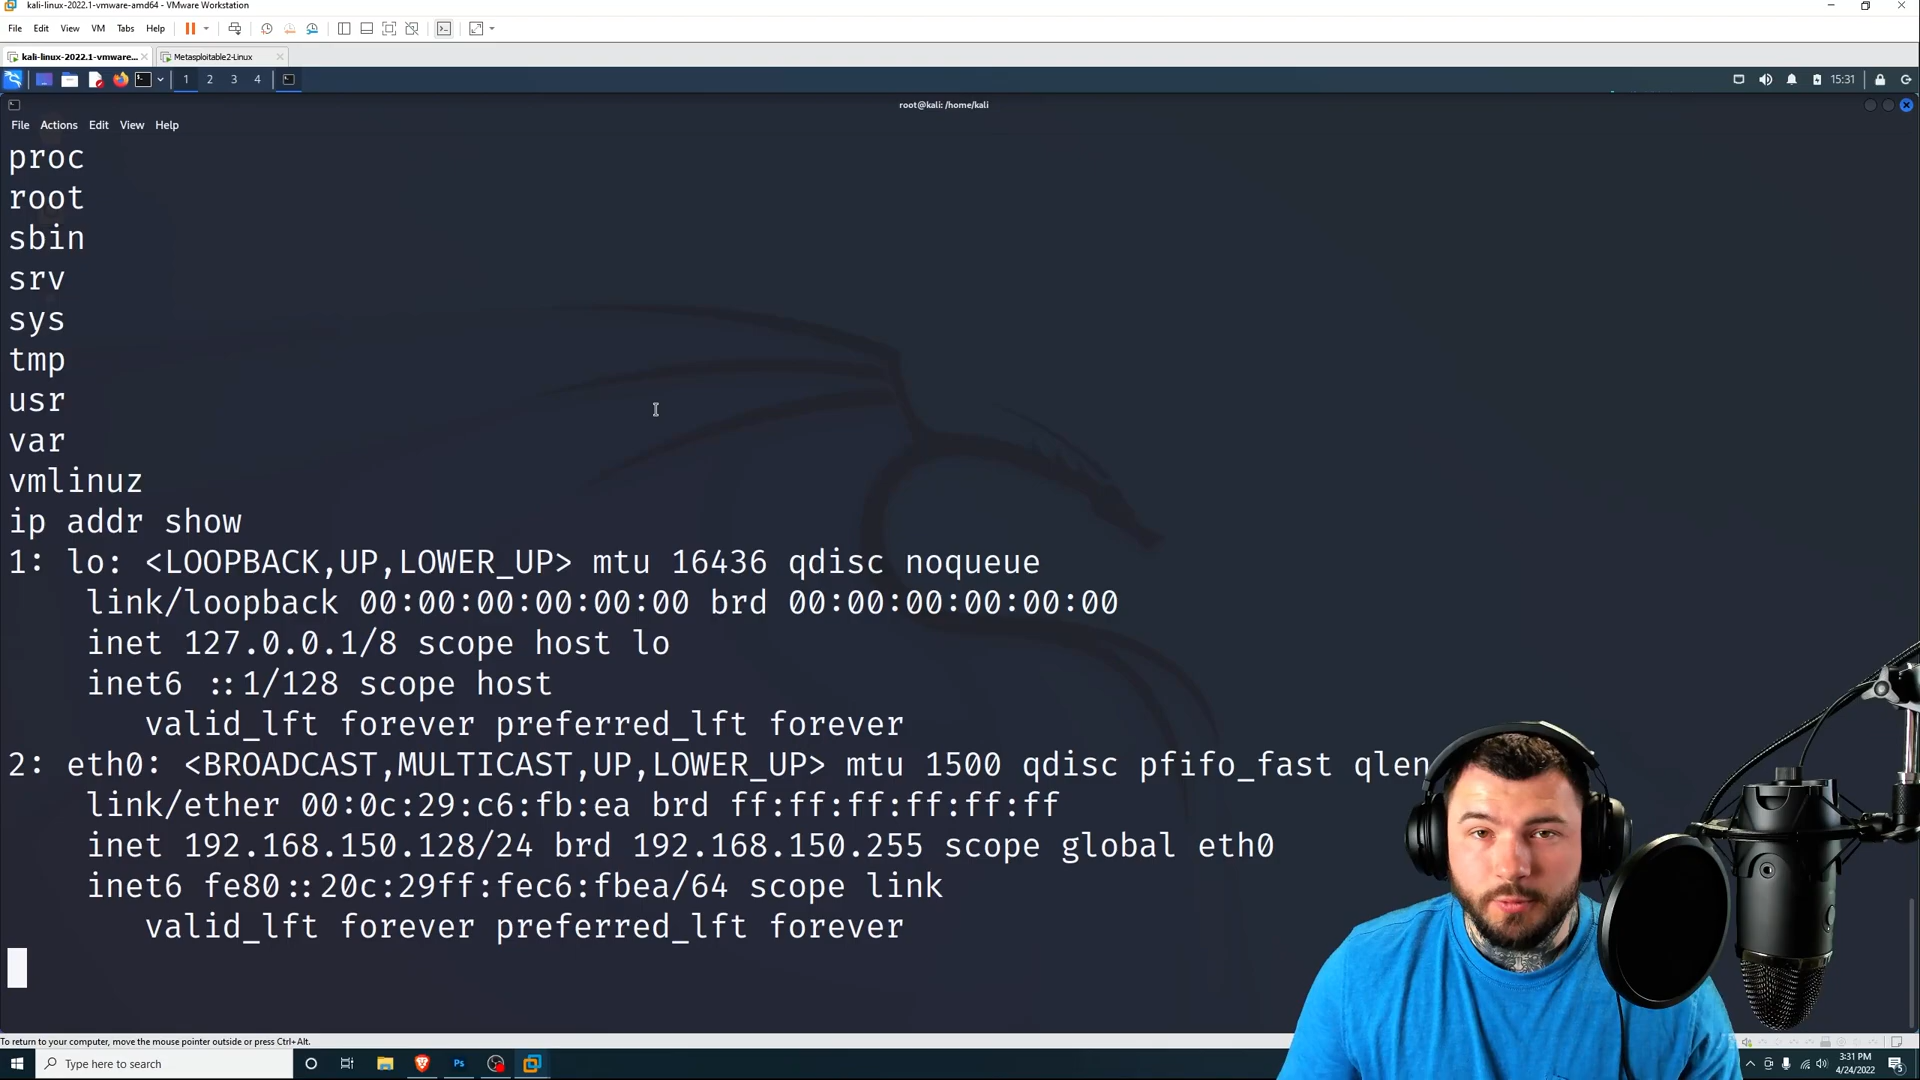 kali-linux-2022.1-vmware-amd64 - VMware Workstation
File Edit View VM Tabs Help
kali-linux-2022.1-vmware... Metasploitable2-Linux
1 2 3 4 15:31
root@kali: /home/kali
File Actions Edit View Help
proc
root
sbin
srv
sys
tmp
usr
var
vmlinuz
ip addr show
1: lo: <LOOPBACK,UP,LOWER_UP> mtu 16436 qdisc noqueue
link/loopback 00:00:00:00:00:00 brd 00:00:00:00:00:00
inet 127.0.0.1/8 scope host lo
inet6 ::1/128 scope host
valid_lft forever preferred_lft forever
2: eth0: <BROADCAST,MULTICAST,UP,LOWER_UP> mtu 1500 qdisc pfifo_fast qlen
link/ether 00:0c:29:c6:fb:ea brd ff:ff:ff:ff:ff:ff
inet 192.168.150.128/24 brd 192.168.150.255 scope global eth0
inet6 fe80::20c:29ff:fec6:fbea/64 scope link
valid_lft forever preferred_lft forever
To return to your computer, move the mouse pointer outside or press Ctrl+Alt.
Type here to search
Ps
3:31 PM
4/24/2022
5